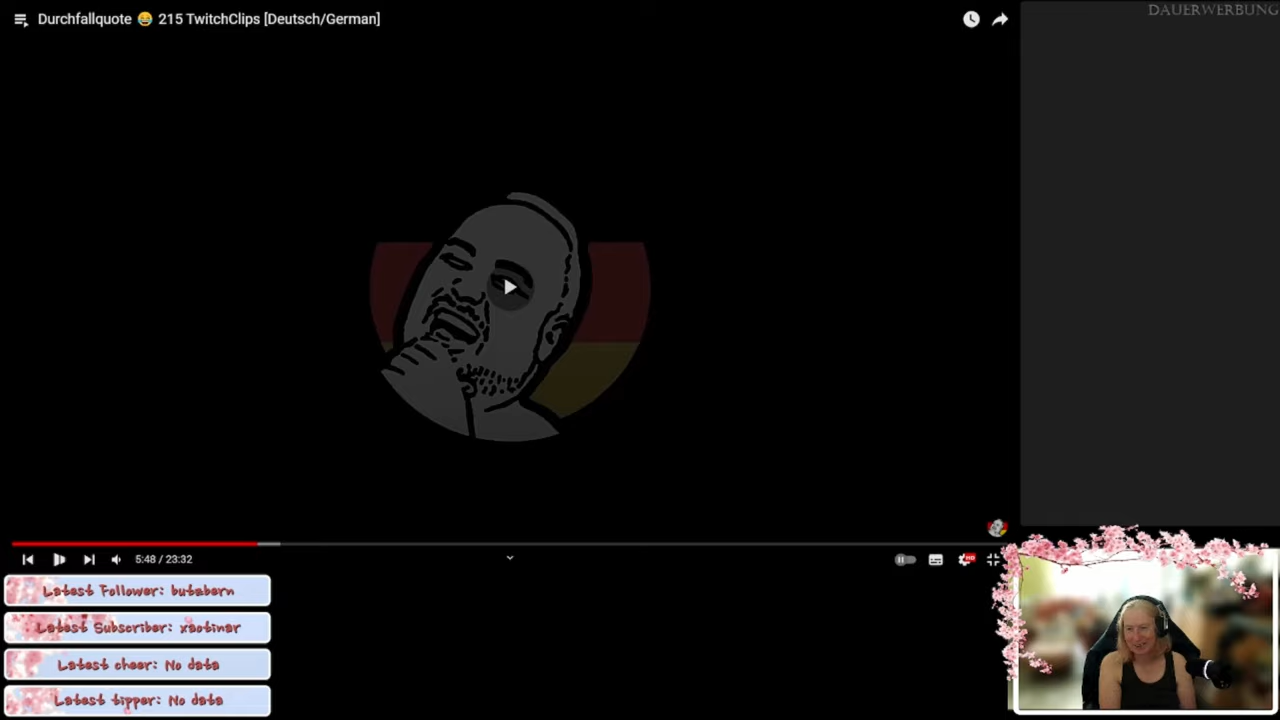 Durchfallquote 😂 215 TwitchClips [Deutsch/German]
DAUERWERBUNG
5:48 / 23:32
HD
Latest Follower: butabern
Latest Subscriber: xaotinar
Latest cheer: No data
Latest tipper: No data